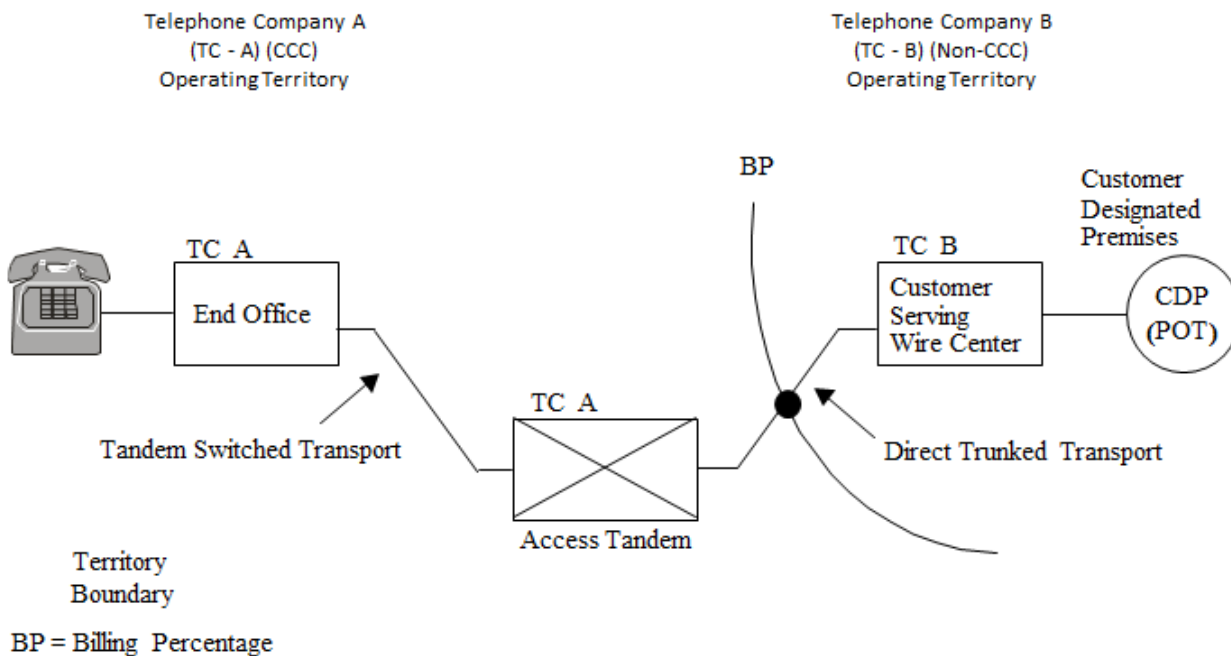 Telephone Company A
(TC - A) (CCC)
Operating Territory
Telephone Company B
(TC - B) (Non-CCC)
Operating Territory
BP
Customer
Designated
Premises
TC A
End Office
TC B
Customer
Serving
Wire Center
CDP
(POT)
TC A
Tandem Switched Transport
Direct Trunked Transport
Access Tandem
Territory
Boundary
BP = Billing Percentage